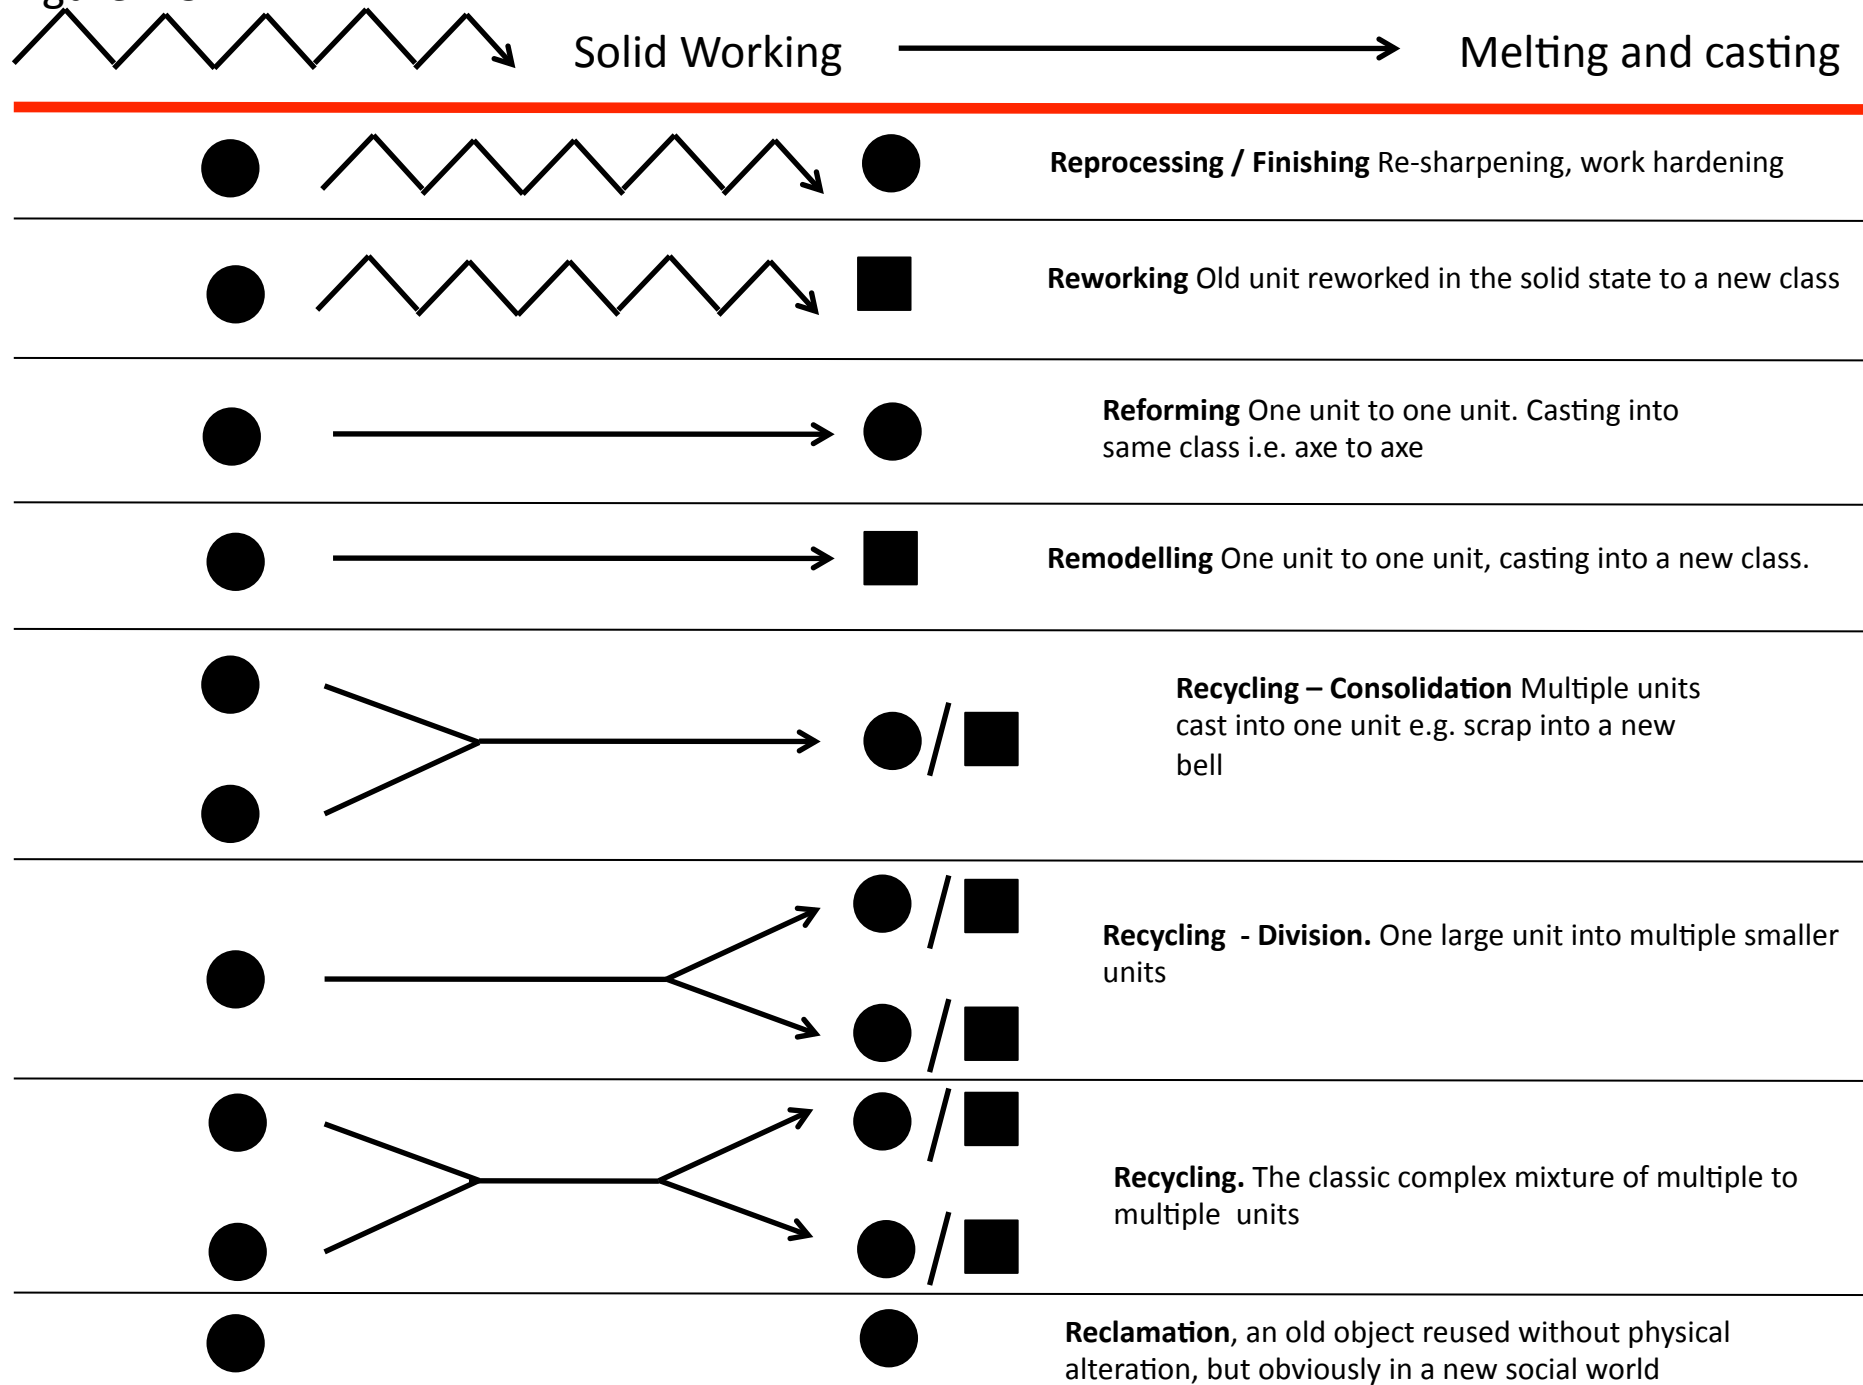 Solid Working
Melting and casting
Reprocessing / Finishing Re-sharpening, work hardening
Reworking Old unit reworked in the solid state to a new class
Reforming One unit to one unit. Casting into
same class i.e. axe to axe
Remodelling One unit to one unit, casting into a new class.
Recycling – Consolidation Multiple units
cast into one unit e.g. scrap into a new
bell
Recycling - Division. One large unit into multiple smaller
units
Recycling. The classic complex mixture of multiple to
multiple units
Reclamation, an old object reused without physical
alteration, but obviously in a new social world